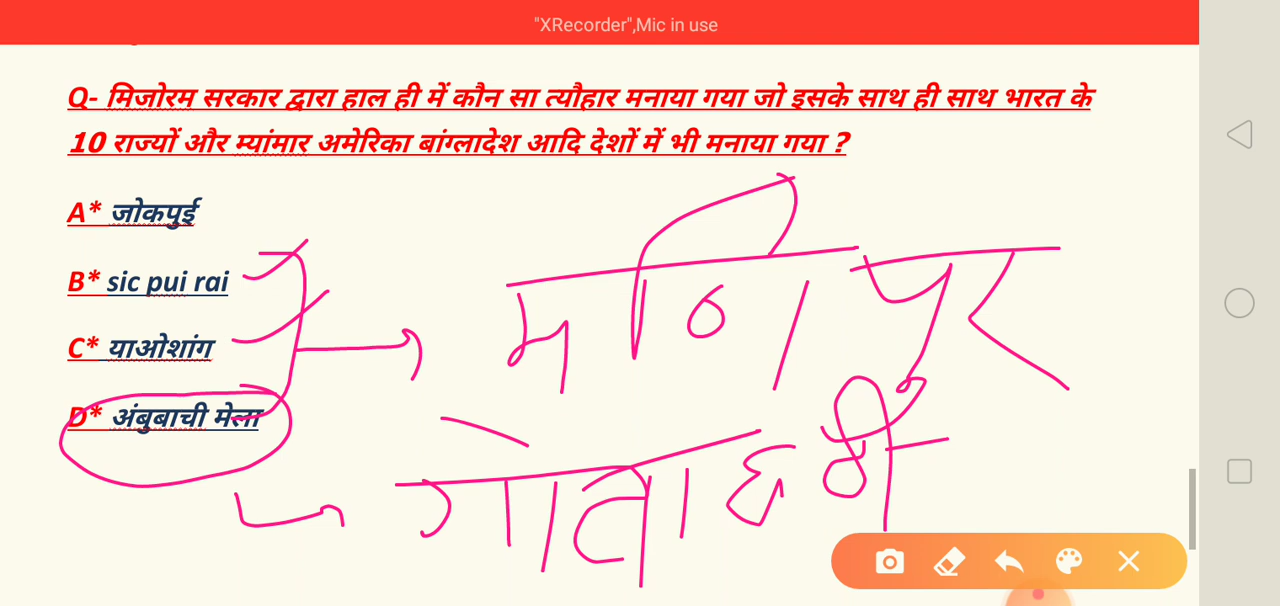 "XRecorder",Mic in use
Q- मिजोरम सरकार द्वारा हाल ही में कौन सा त्यौहार मनाया गया जो इसके साथ ही साथ भारत के
10 राज्यों और म्यांमार अमेरिका बांग्लादेश आदि देशों में भी मनाया गया ?
A* जोकपुई
B* sic pui rai
C* याओशांग
D* अंबुबाची मेला
मणिपुर